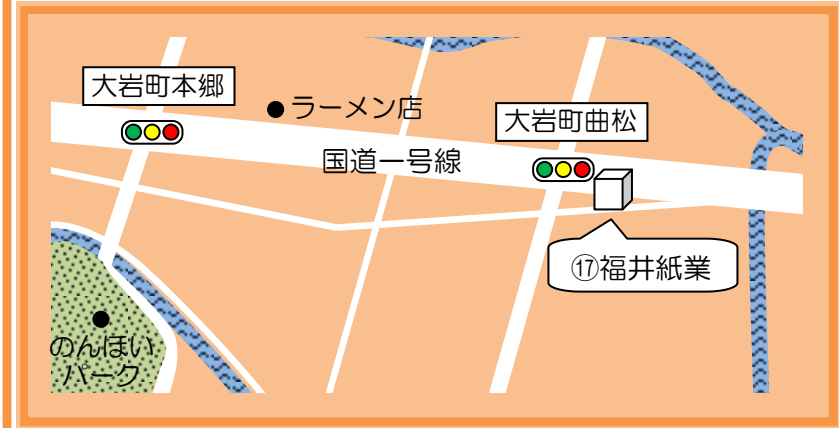 大岩町本郷
ラーメン店
大岩町曲松
国道一号線
⑰福井紙業
のんほい
パーク